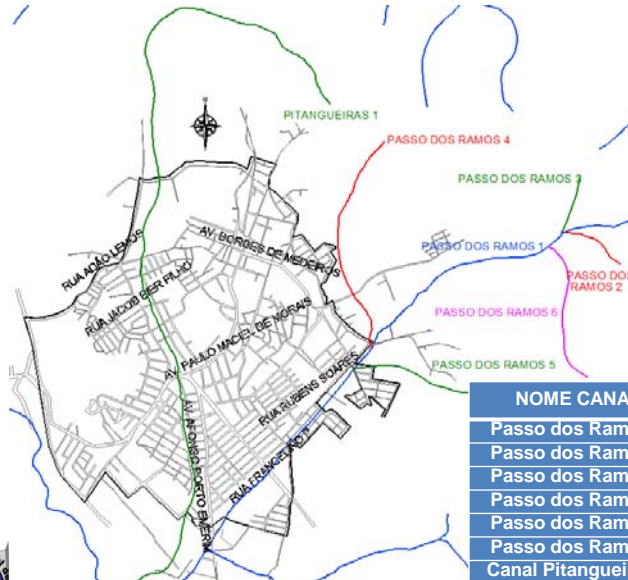 PITANGUEIRAS 1
PASSO DOS RAMOS 4
PASSO DOS RAMOS 3
AV. BORGES DE MEDEIROS
PASSO DOS RAMOS 1
RUA ADÃO LEMOS
PASSO DOS
RAMOS 2
RUA JACOB BER FILHO
PASSO DOS RAMOS 6
AV. PAULO MACIEL DE MORAIS
PASSO DOS RAMOS 5
RUA RUBENS SOARES
AV. AFONSO PORTO EMERIM
RUA FRANCELINO
NOME CANA
Passo dos Ram
Passo dos Ram
Passo dos Ram
Passo dos Ram
Passo dos Ram
Passo dos Ram
Canal Pitanguei